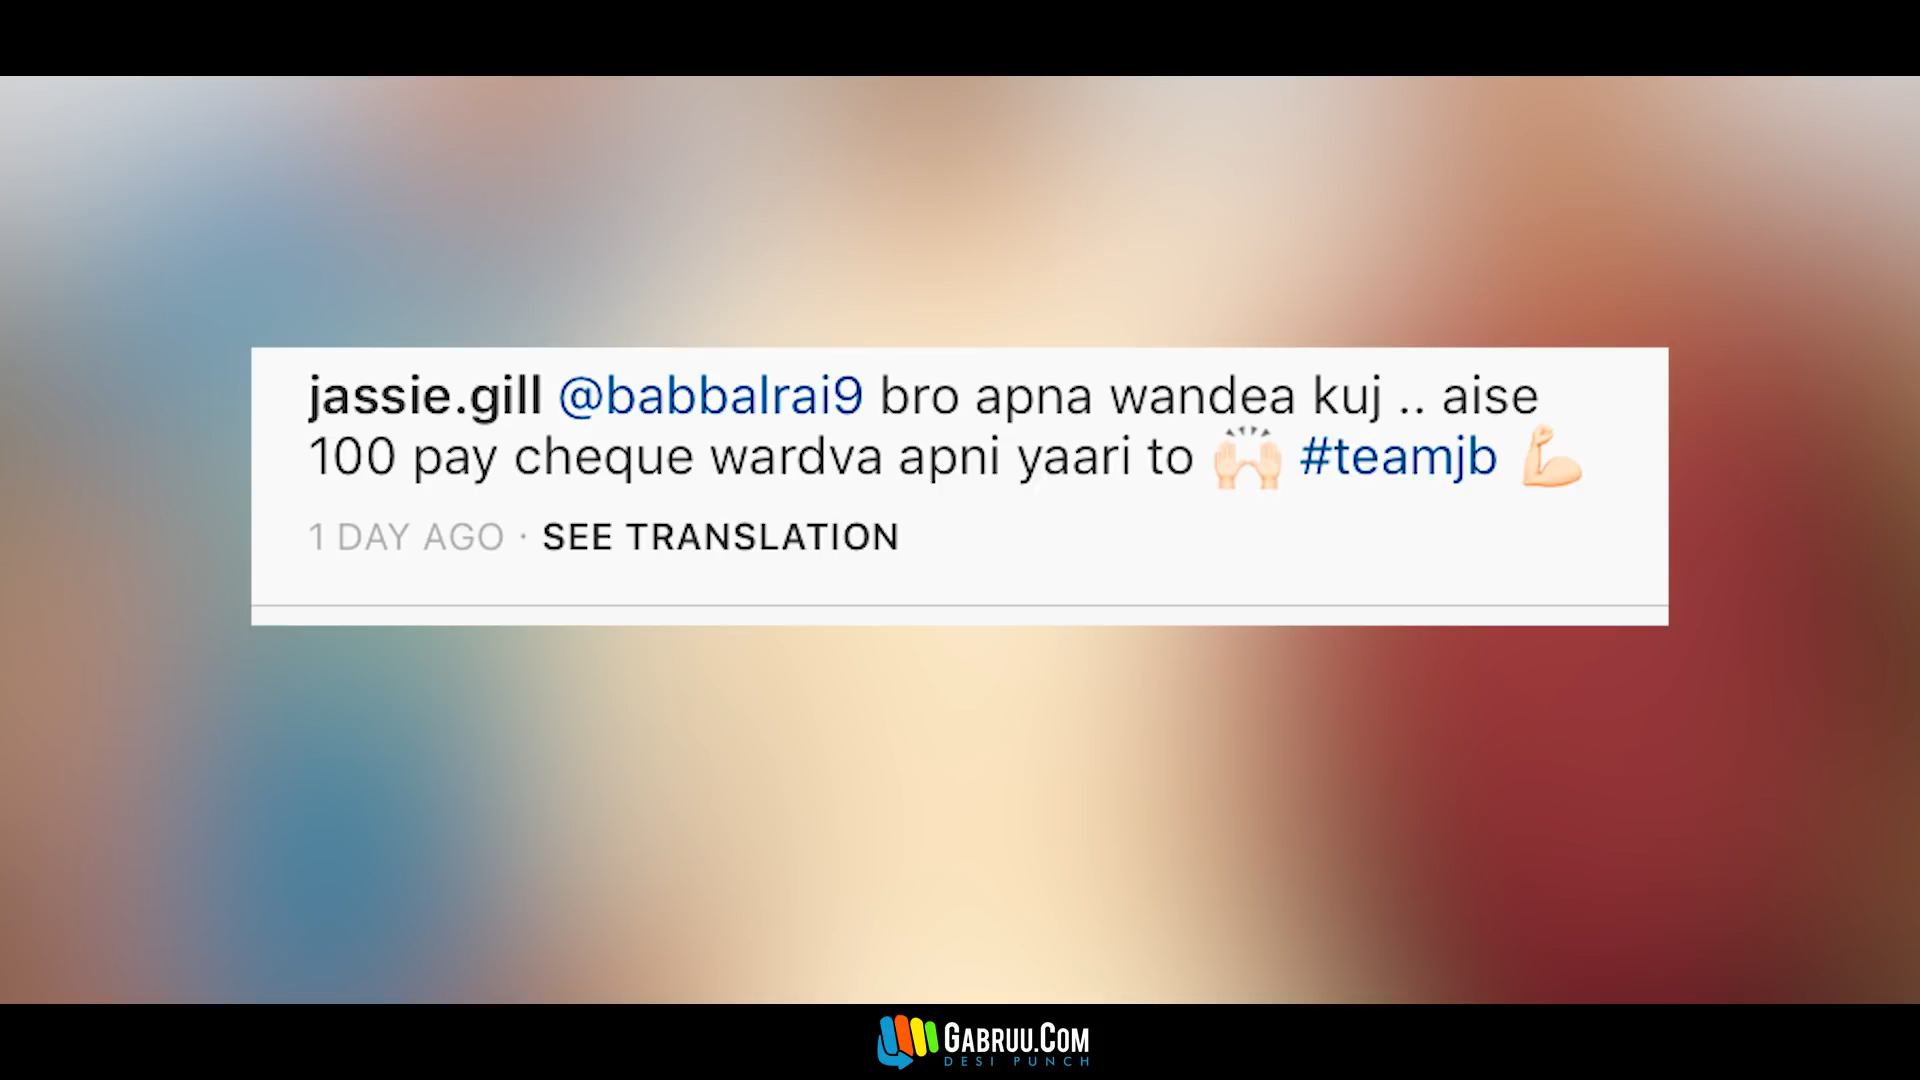 jassie.gill @babbalrai9 bro apna wandea kuj .. aise
100 pay cheque wardva apni yaari to 🙌🏻 #teamjb 💪🏻
1 DAY AGO · SEE TRANSLATION
GABRUU.COM
DESI PUNCH